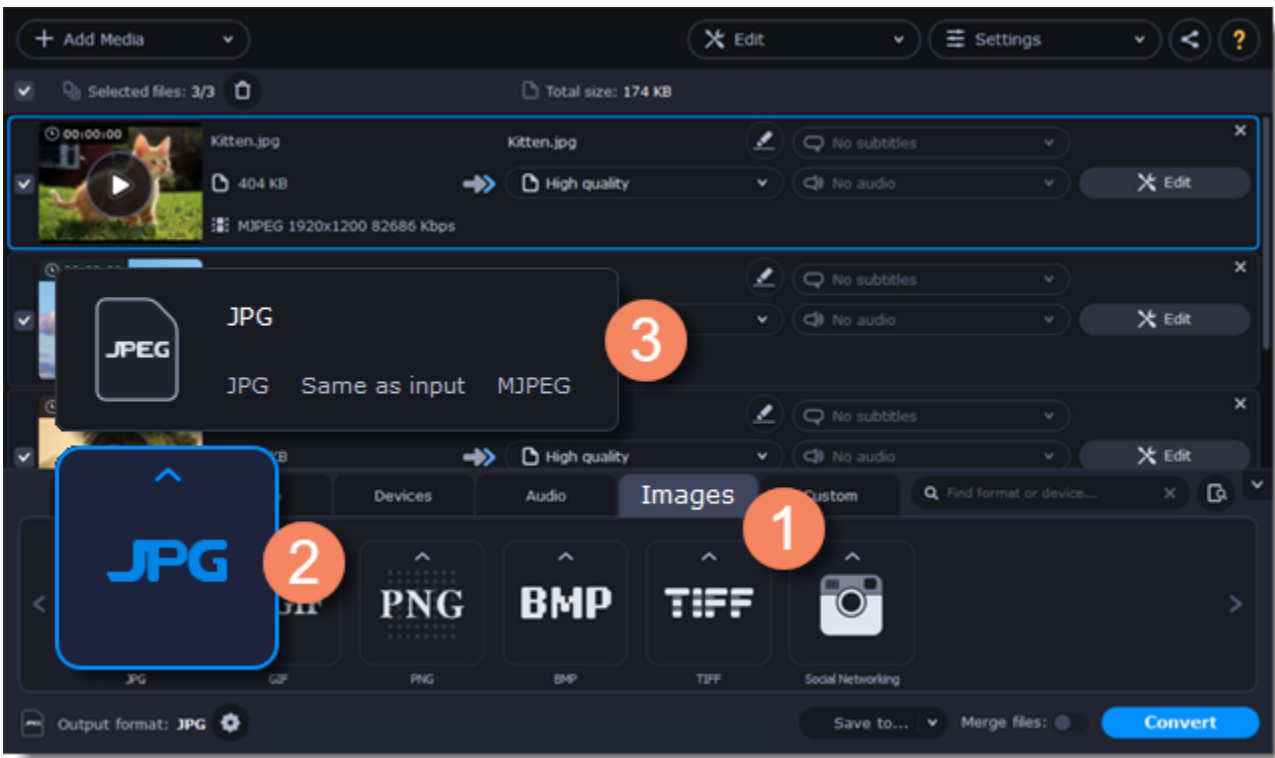 Add Media
Edit
Settings
?
Selected files: 3/3
Total size: 174 KB
00:00:00
Kitten.jpg
Kitten.jpg
No subtitles
404 KB
High quality
No audio
Edit
MJPEG 1920x1200 82686 Kbps
No subtitles
JPG
3
No audio
Edit
JPEG
JPG Same as input MJPEG
No subtitles
KB
High quality
No audio
Edit
Devices
Audio
Images
1
Custom
Find format or device...
JPG
2
GIF
PNG
BMP
TIFF
JPG
GIF
PNG
BMP
TIFF
Social Networking
JPEG
Output format: JPG
Save to...
Merge files:
Convert